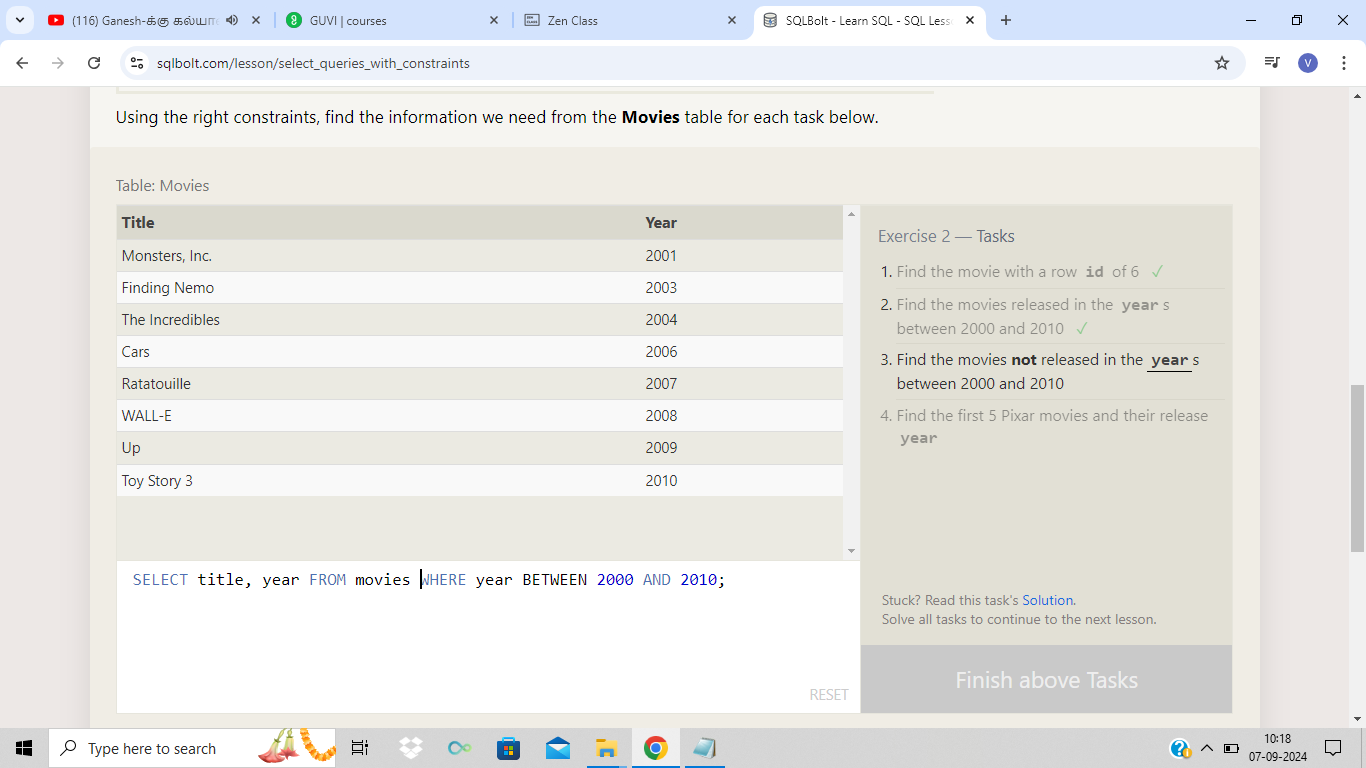 (116) Ganesh-க்கு கல்யா
GUVI | courses
Zen Class
SQLBolt - Learn SQL - SQL Less
sqlbolt.com/lesson/select_queries_with_constraints
V
Using the right constraints, find the information we need from the Movies table for each task below.
Table: Movies
Title Year
Monsters, Inc. 2001
Finding Nemo 2003
The Incredibles 2004
Cars 2006
Ratatouille 2007
WALL-E 2008
Up 2009
Toy Story 3 2010
SELECT title, year FROM movies WHERE year BETWEEN 2000 AND 2010;
RESET
Exercise 2 — Tasks
1. Find the movie with a row id of 6 ✓
2. Find the movies released in the year s
between 2000 and 2010 ✓
3. Find the movies not released in the year s
between 2000 and 2010
4. Find the first 5 Pixar movies and their release
year
Stuck? Read this task's Solution.
Solve all tasks to continue to the next lesson.
Finish above Tasks
Type here to search
10:18
07-09-2024